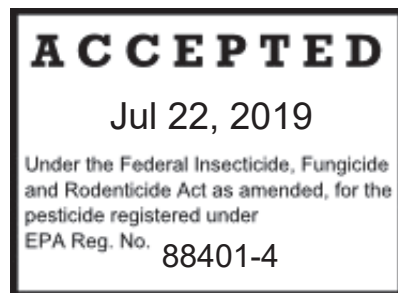 ACCEPTED
Jul 22, 2019
Under the Federal Insecticide, Fungicide
and Rodenticide Act as amended, for the
pesticide registered under
EPA Reg. No. 88401-4